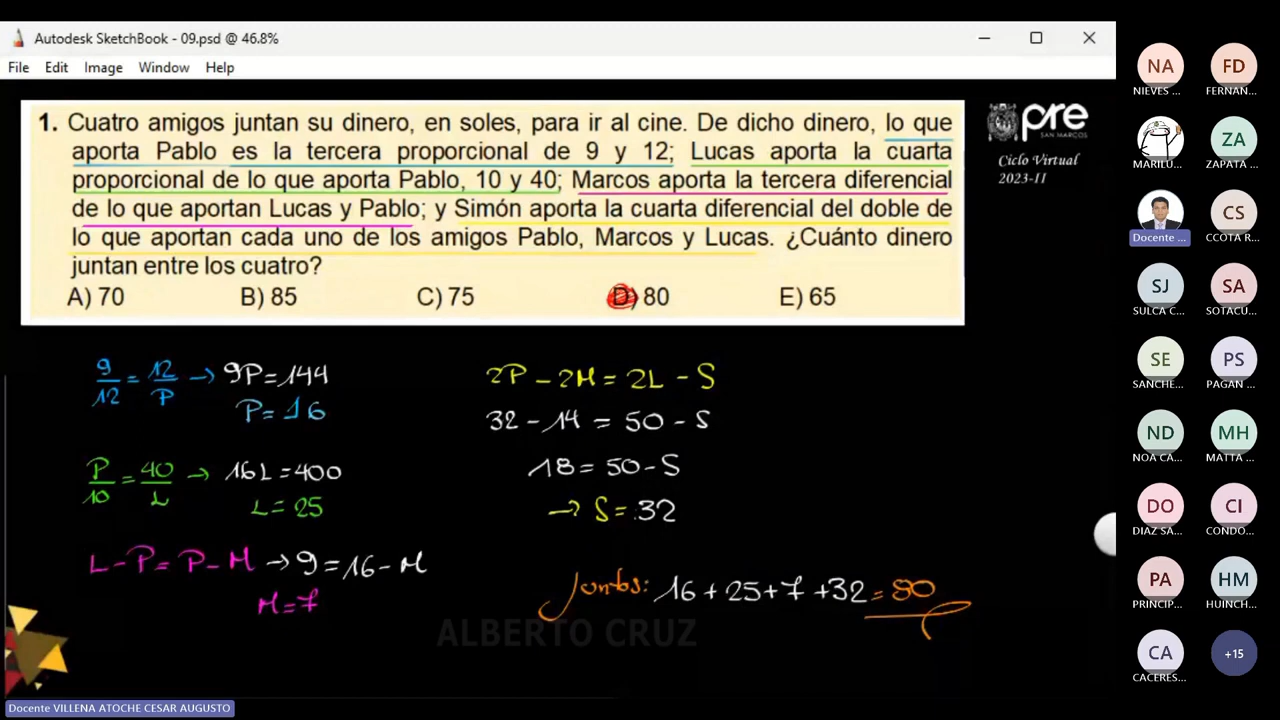 Autodesk SketchBook - 09.psd @ 46.8%
File Edit Image Window Help
1. Cuatro amigos juntan su dinero, en soles, para ir al cine. De dicho dinero, lo que
aporta Pablo es la tercera proporcional de 9 y 12; Lucas aporta la cuarta
proporcional de lo que aporta Pablo, 10 y 40; Marcos aporta la tercera diferencial
de lo que aportan Lucas y Pablo; y Simón aporta la cuarta diferencial del doble de
lo que aportan cada uno de los amigos Pablo, Marcos y Lucas. ¿Cuánto dinero
juntan entre los cuatro?
A) 70 B) 85 C) 75 D) 80 E) 65
pre
SAN MARCOS
Ciclo Virtual
2023-II
9/12 = 12/P → 9P = 144
P = 16
P/10 = 40/L → 16L = 400
L = 25
L - P = P - M → 9 = 16 - M
M = 7
2P - 2M = 2L - S
32 - 14 = 50 - S
18 = 50 - S
→ S = 32
Juntos: 16 + 25 + 7 + 32 = 80
ALBERTO CRUZ
Docente VILLENA ATOCHE CESAR AUGUSTO
NA FD
NIEVES ... FERNAN...
ZA
MARILÚ... ZAPATA ...
CS
Docente ... CCOTA R...
SJ SA
SULCA C... SOTACU...
SE PS
SANCHE... PAGAN ...
ND MH
NOA CA... MATTA ...
DO CI
DIAZ SA... CONDO...
PA HM
PRINCIP... HUINCH...
CA +15
CACERES...